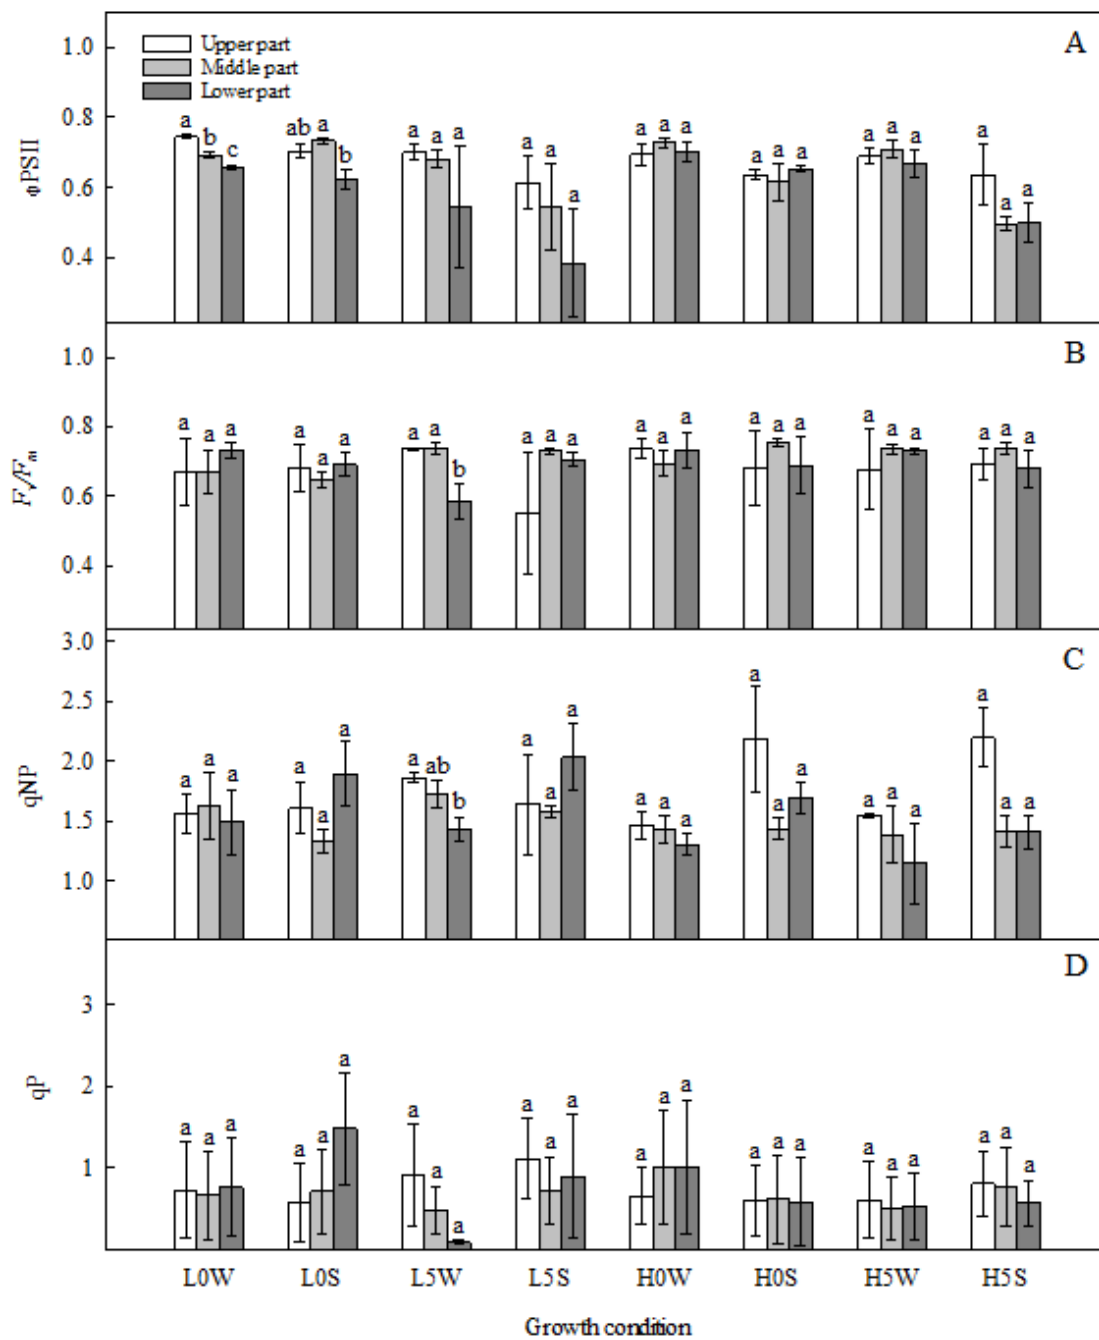 A
1.0
Upper part
Middle part
Lower part
0.8
a b c ab a b a a a a a a a a a a a a a a a a a a
0.6
0.4
φPSII
B
1.0
0.8
a a a a a a a a b a a a a a a a a a a a a a a a
0.6
0.4
Fv/Fm
C
3.0
2.5
2.0
a a a a a a a ab b a a a a a a a a a a a a a a a
1.5
1.0
qNP
D
3
2
a a a a a a a a a a a a a a a a a a a a a a a a
1
qP
L0W L0S L5W L5S H0W H0S H5W H5S
Growth condition